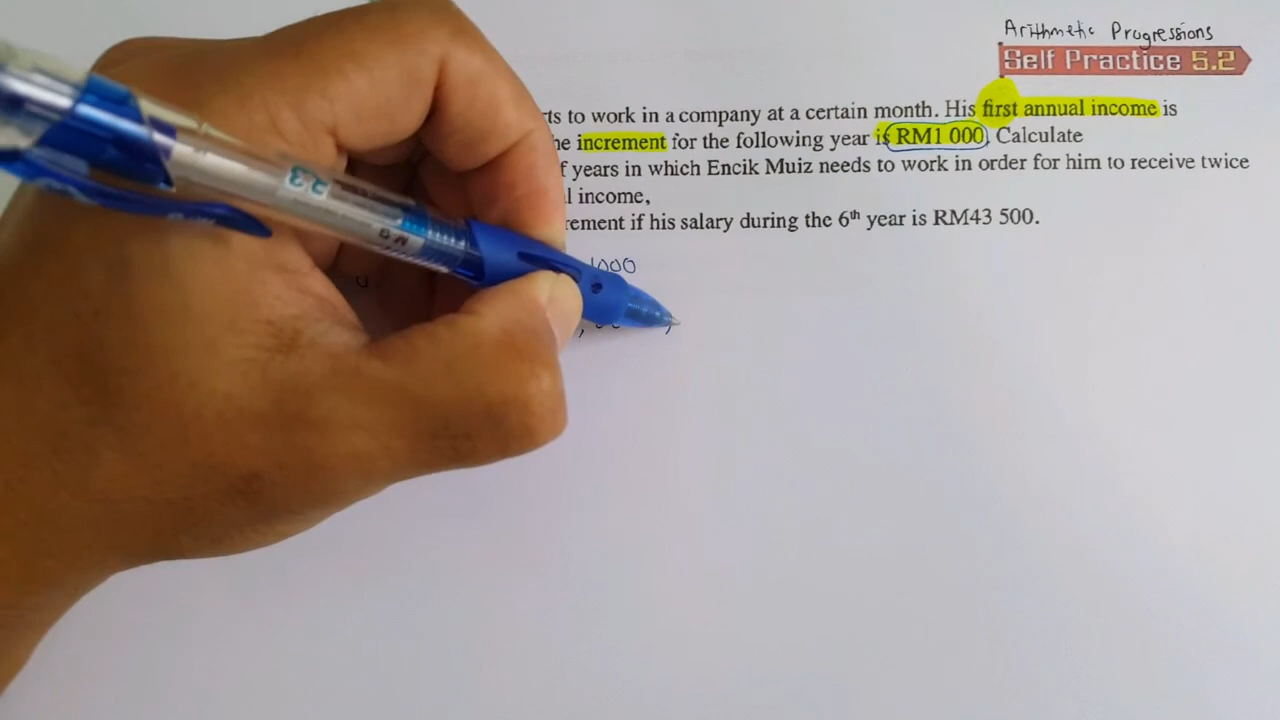 Arithmetic Progressions
Self Practice 5.2
ts to work in a company at a certain month. His first annual income is
he increment for the following year is RM1 000. Calculate
f years in which Encik Muiz needs to work in order for him to receive twice
l income,
rement if his salary during the 6th year is RM43 500.
1000